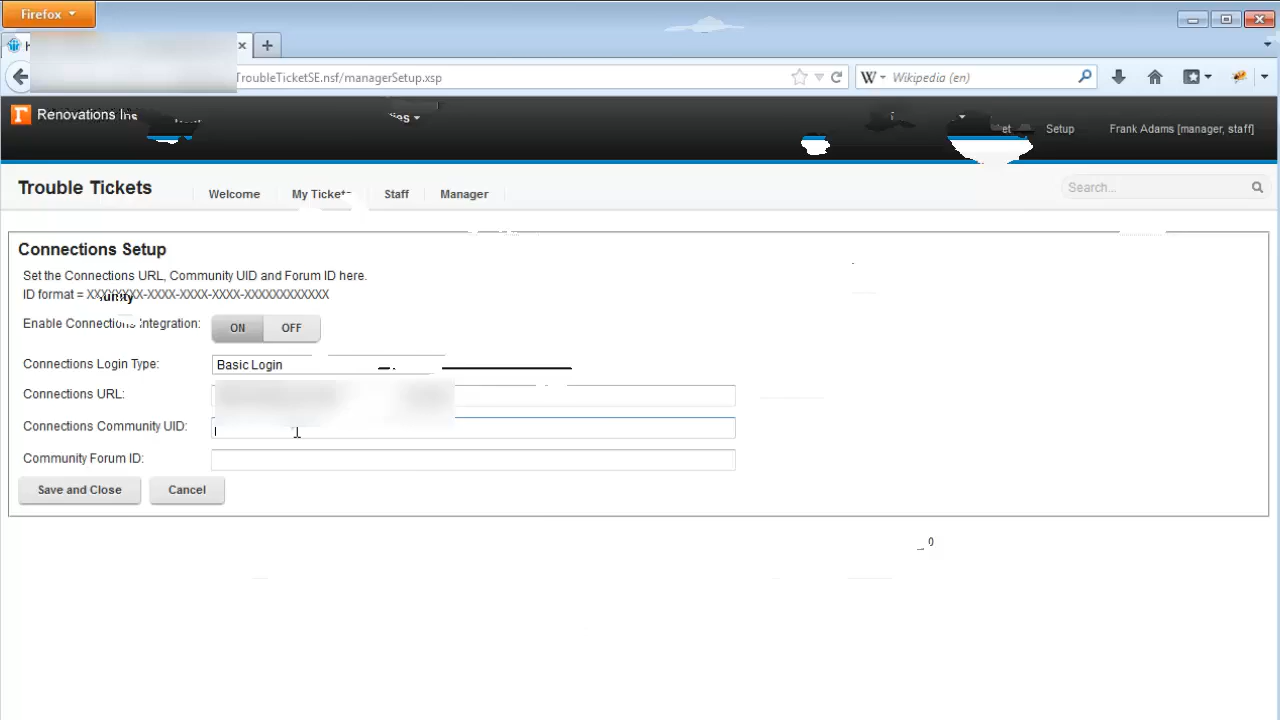 Firefox
TroubleTicketSE.nsf/managerSetup.xsp
Wikipedia (en)
Renovations Inc
Setup
Frank Adams [manager, staff]
Trouble Tickets
Welcome
My Tickets
Staff
Manager
Search...
Connections Setup
Set the Connections URL, Community UID and Forum ID here.
ID format = XXXXXXXX-XXXX-XXXX-XXXX-XXXXXXXXXXXX
Enable Connections Integration:
ON
OFF
Connections Login Type:
Basic Login
Connections URL:
Connections Community UID:
Community Forum ID:
Save and Close
Cancel